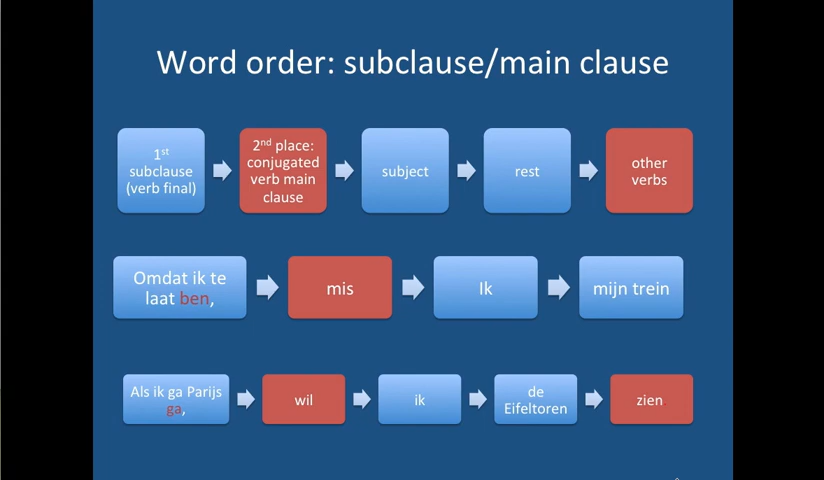 Word order: subclause/main clause
1st
subclause
(verb final)
2nd place:
conjugated
verb main
clause
subject
rest
other
verbs
Omdat ik te
laat ben,
mis
Ik
mijn trein
Als ik ga Parijs
ga,
wil
ik
de
Eifeltoren
zien